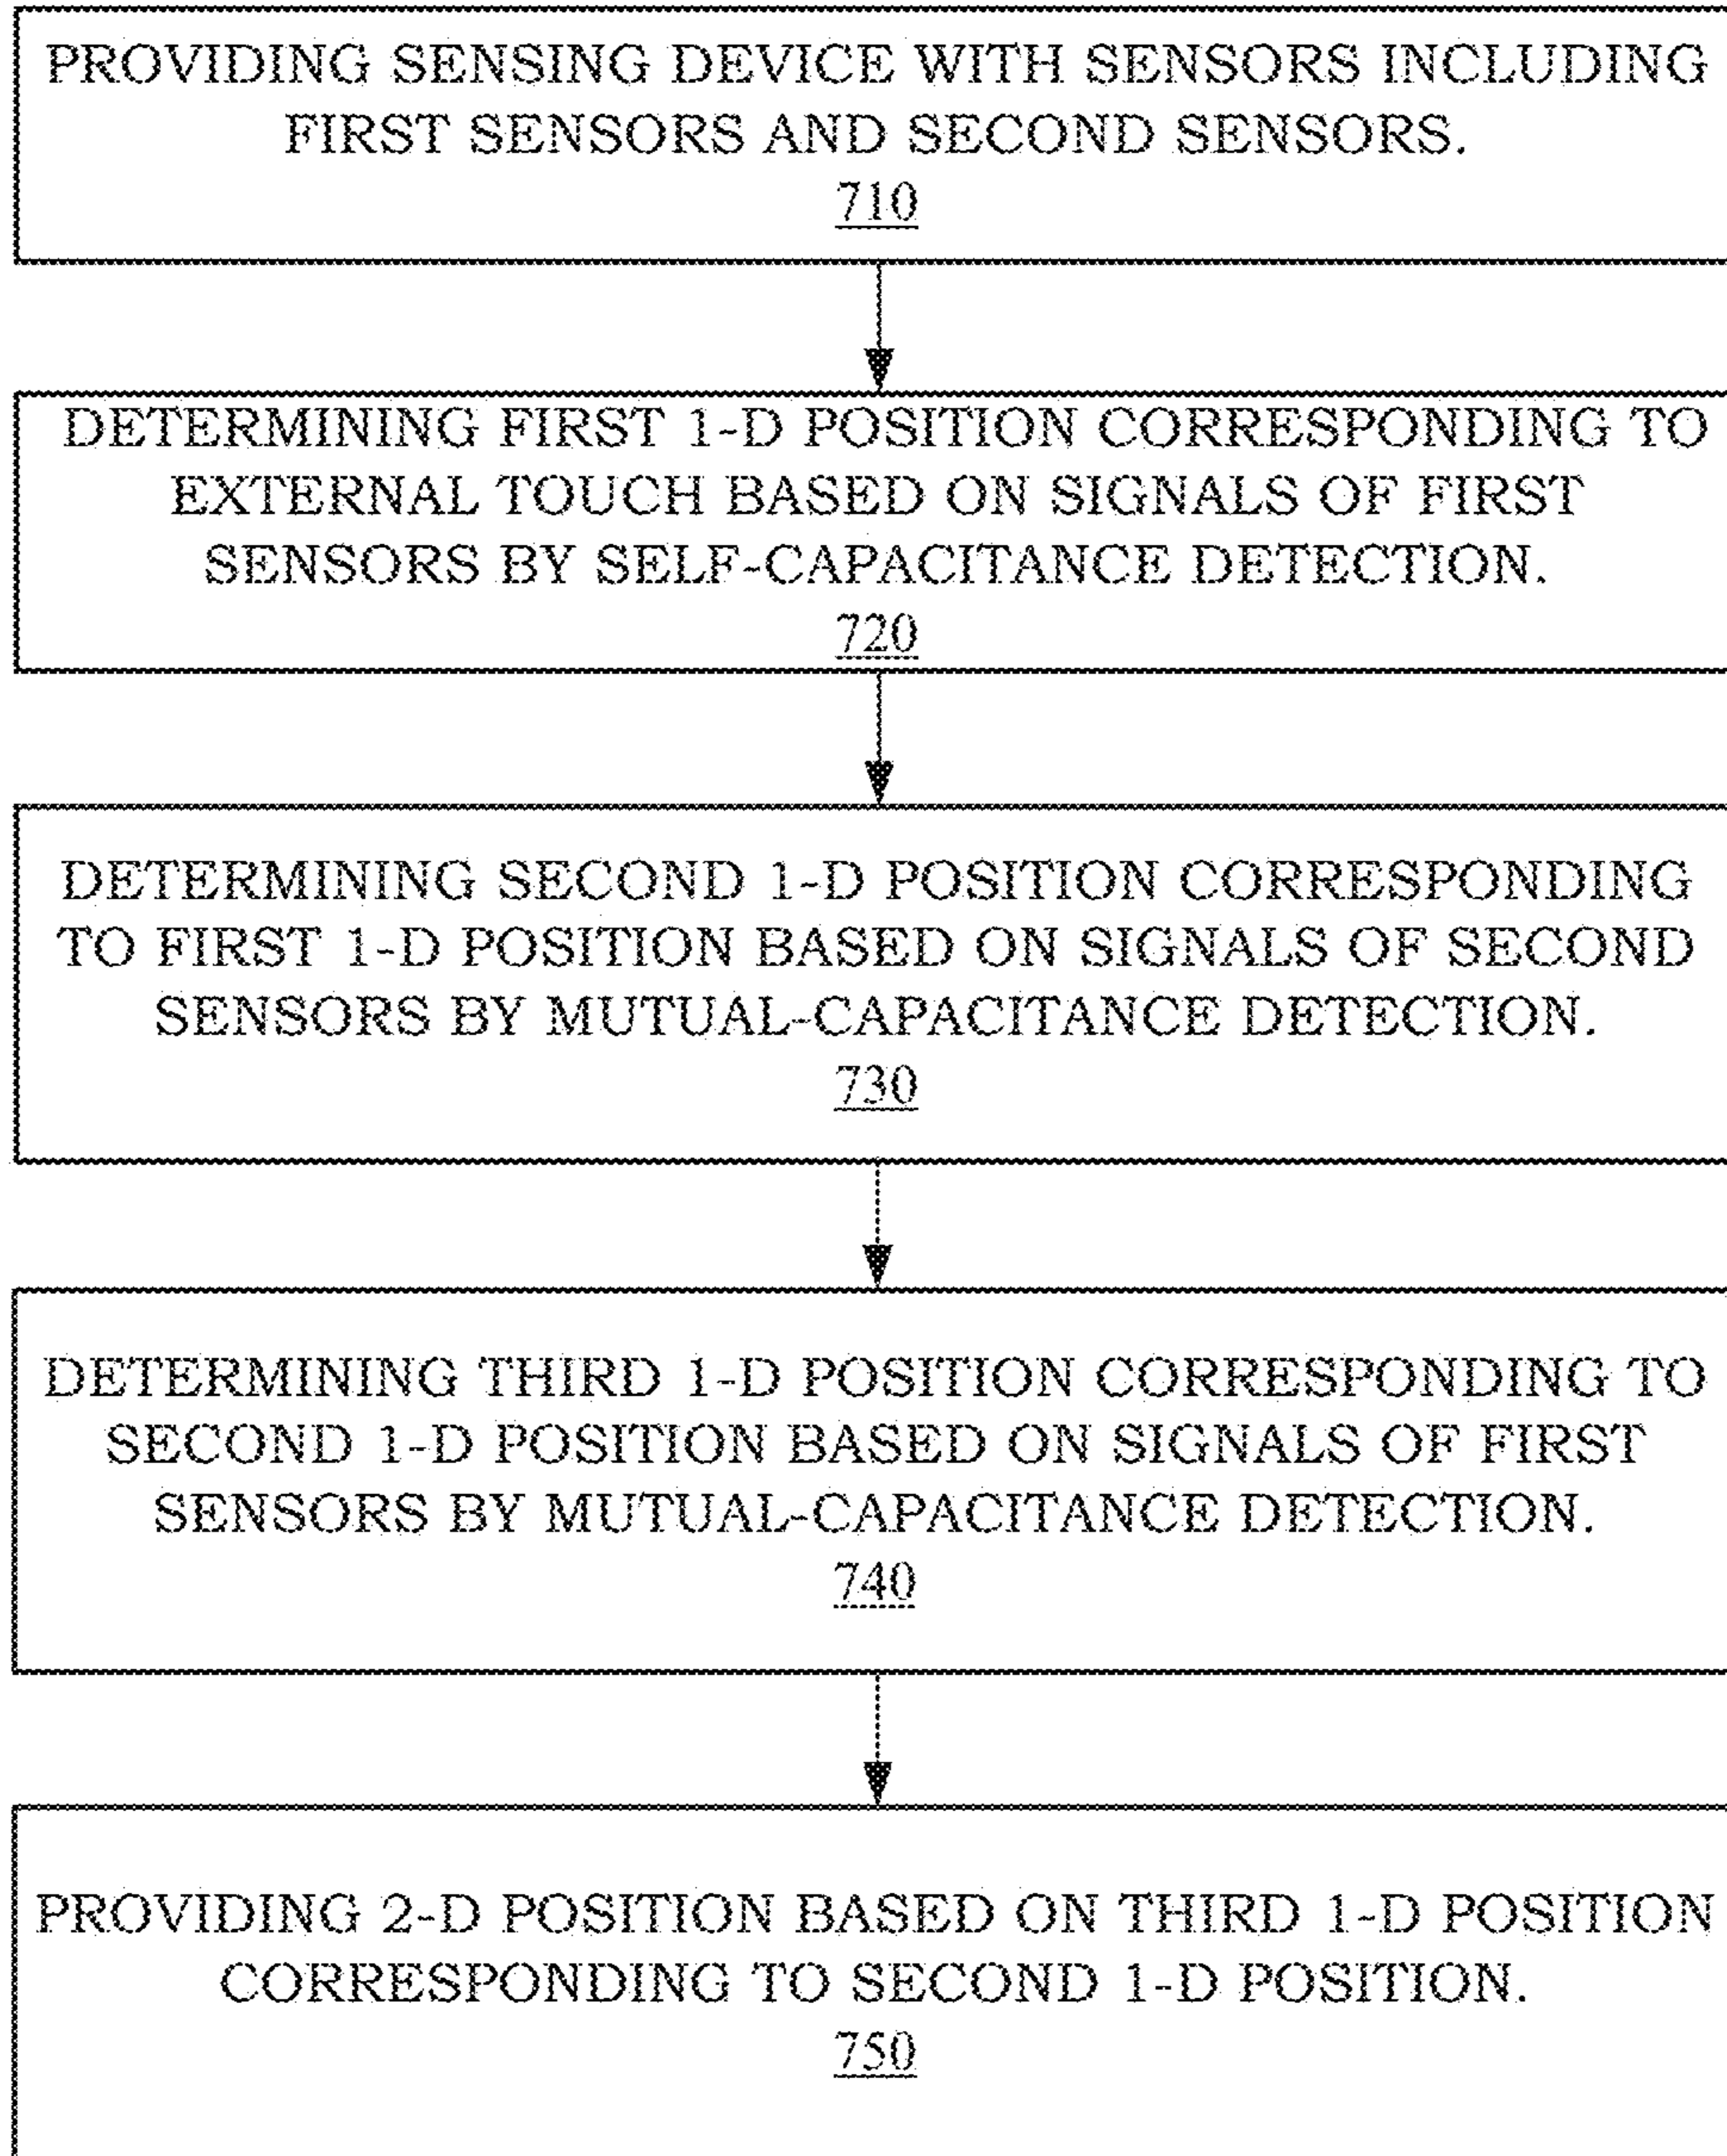 PROVIDING SENSING DEVICE WITH SENSORS INCLUDING
FIRST SENSORS AND SECOND SENSORS.
710
DETERMINING FIRST 1-D POSITION CORRESPONDING TO
EXTERNAL TOUCH BASED ON SIGNALS OF FIRST
SENSORS BY SELF-CAPACITANCE DETECTION.
720
DETERMINING SECOND 1-D POSITION CORRESPONDING
TO FIRST 1-D POSITION BASED ON SIGNALS OF SECOND
SENSORS BY MUTUAL-CAPACITANCE DETECTION.
730
DETERMINING THIRD 1-D POSITION CORRESPONDING TO
SECOND 1-D POSITION BASED ON SIGNALS OF FIRST
SENSORS BY MUTUAL-CAPACITANCE DETECTION.
740
PROVIDING 2-D POSITION BASED ON THIRD 1-D POSITION
CORRESPONDING TO SECOND 1-D POSITION.
750